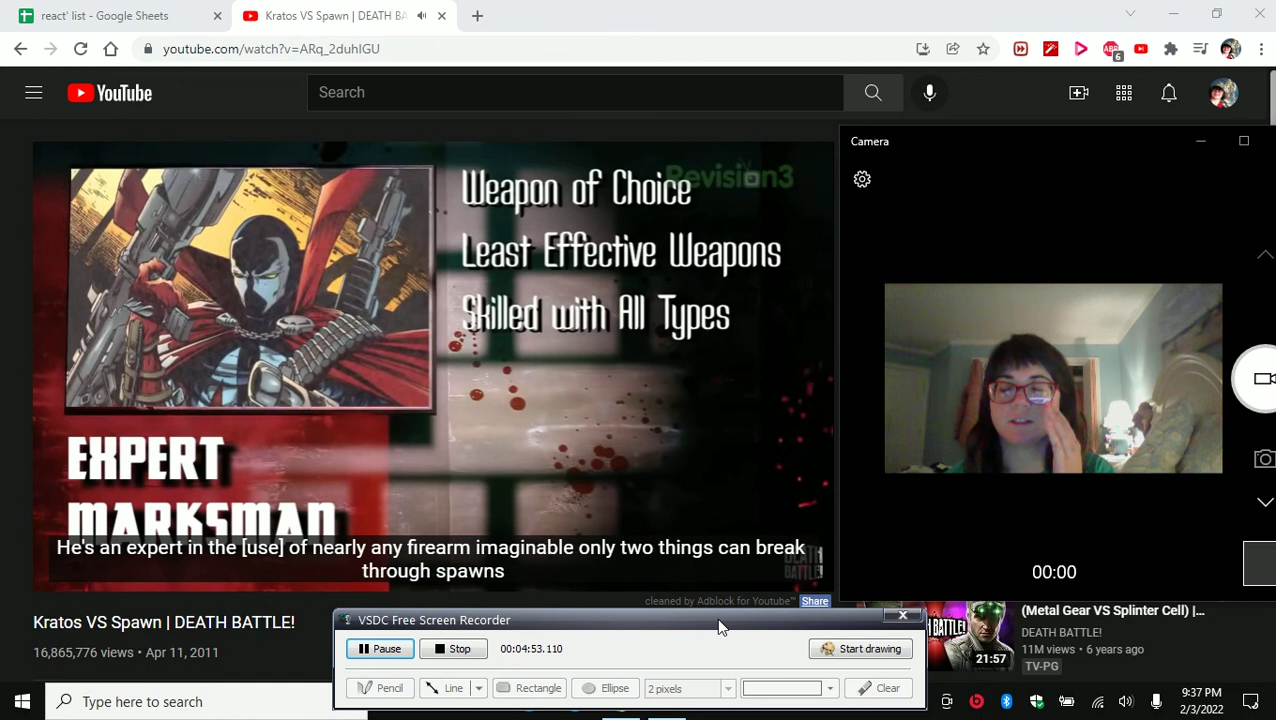 react' list - Google Sheets
Kratos VS Spawn | DEATH BA
youtube.com/watch?v=ARq_2duhIGU
6
YouTube
Search
Camera
Revision3
Weapon of Choice
Least Effective Weapons
Skilled with All Types
EXPERT
MARKSMAN
He's an expert in the [use] of nearly any firearm imaginable only two things can break
through spawns
DEATH
BATTLE!
00:00
cleaned by Adblock for Youtube™ Share
Kratos VS Spawn | DEATH BATTLE!
16,865,776 views • Apr 11, 2011
(Metal Gear VS Splinter Cell) |...
DEATH BATTLE!
11M views • 6 years ago
TV-PG
21:57
VSDC Free Screen Recorder
Pause
Stop
00:04:53.110
Start drawing
Pencil
Line
Rectangle
Ellipse
2 pixels
Clear
Type here to search
9:37 PM
2/3/2022